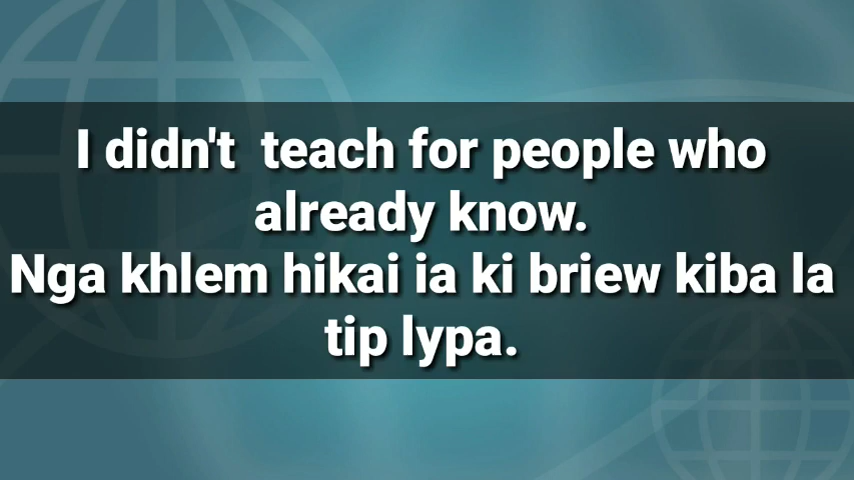 I didn't teach for people who
already know.
Nga khlem hikai ia ki briew kiba la
tip lypa.